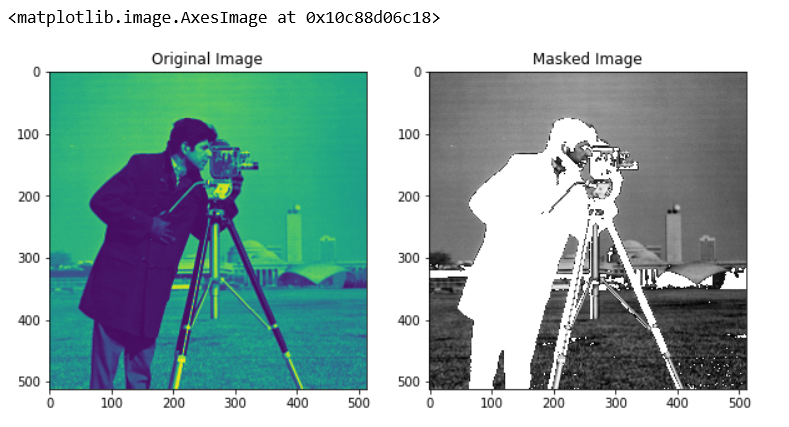 <matplotlib.image.AxesImage at 0x10c88d06c18>
Original Image
0
100
200
300
400
500
0 100 200 300 400 500
Masked Image
0
100
200
300
400
500
0 100 200 300 400 500